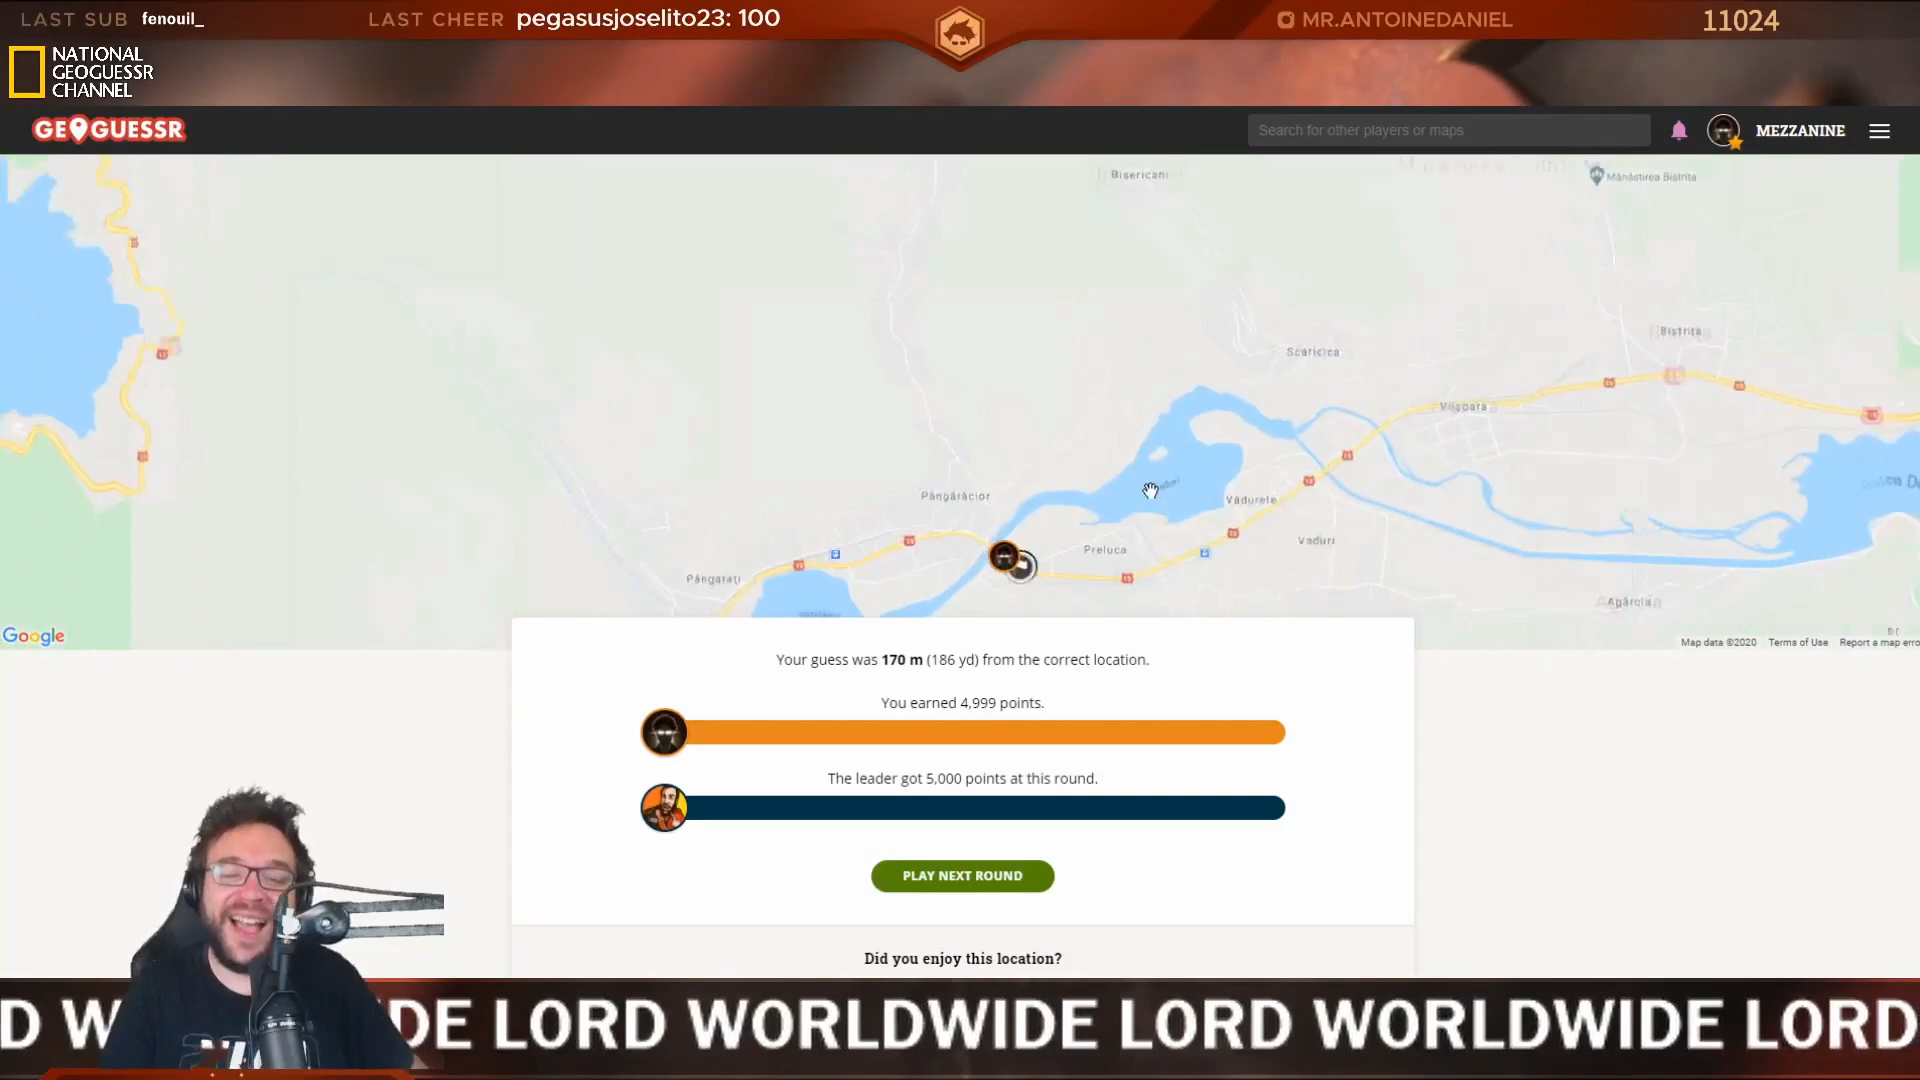 LAST SUB fenouil_
LAST CHEER pegasusjoselito23: 100
MR.ANTOINEDANIEL
11024
NATIONAL
GEOGUESSR
CHANNEL
GEOGUESSR
Search for other players or maps
MEZZANINE
Bisericani
Mănăstirea Bistrița
Bistrița
Scăricica
Vișoara
Pângărăcior
Vădurele
Vaduri
Preluca
Pângărați
Agârcia
Google
Map data ©2020 Terms of Use Report a map erro
Your guess was 170 m (186 yd) from the correct location.
You earned 4,999 points.
The leader got 5,000 points at this round.
PLAY NEXT ROUND
Did you enjoy this location?
D W DE LORD WORLDWIDE LORD WORLDWIDE LORD